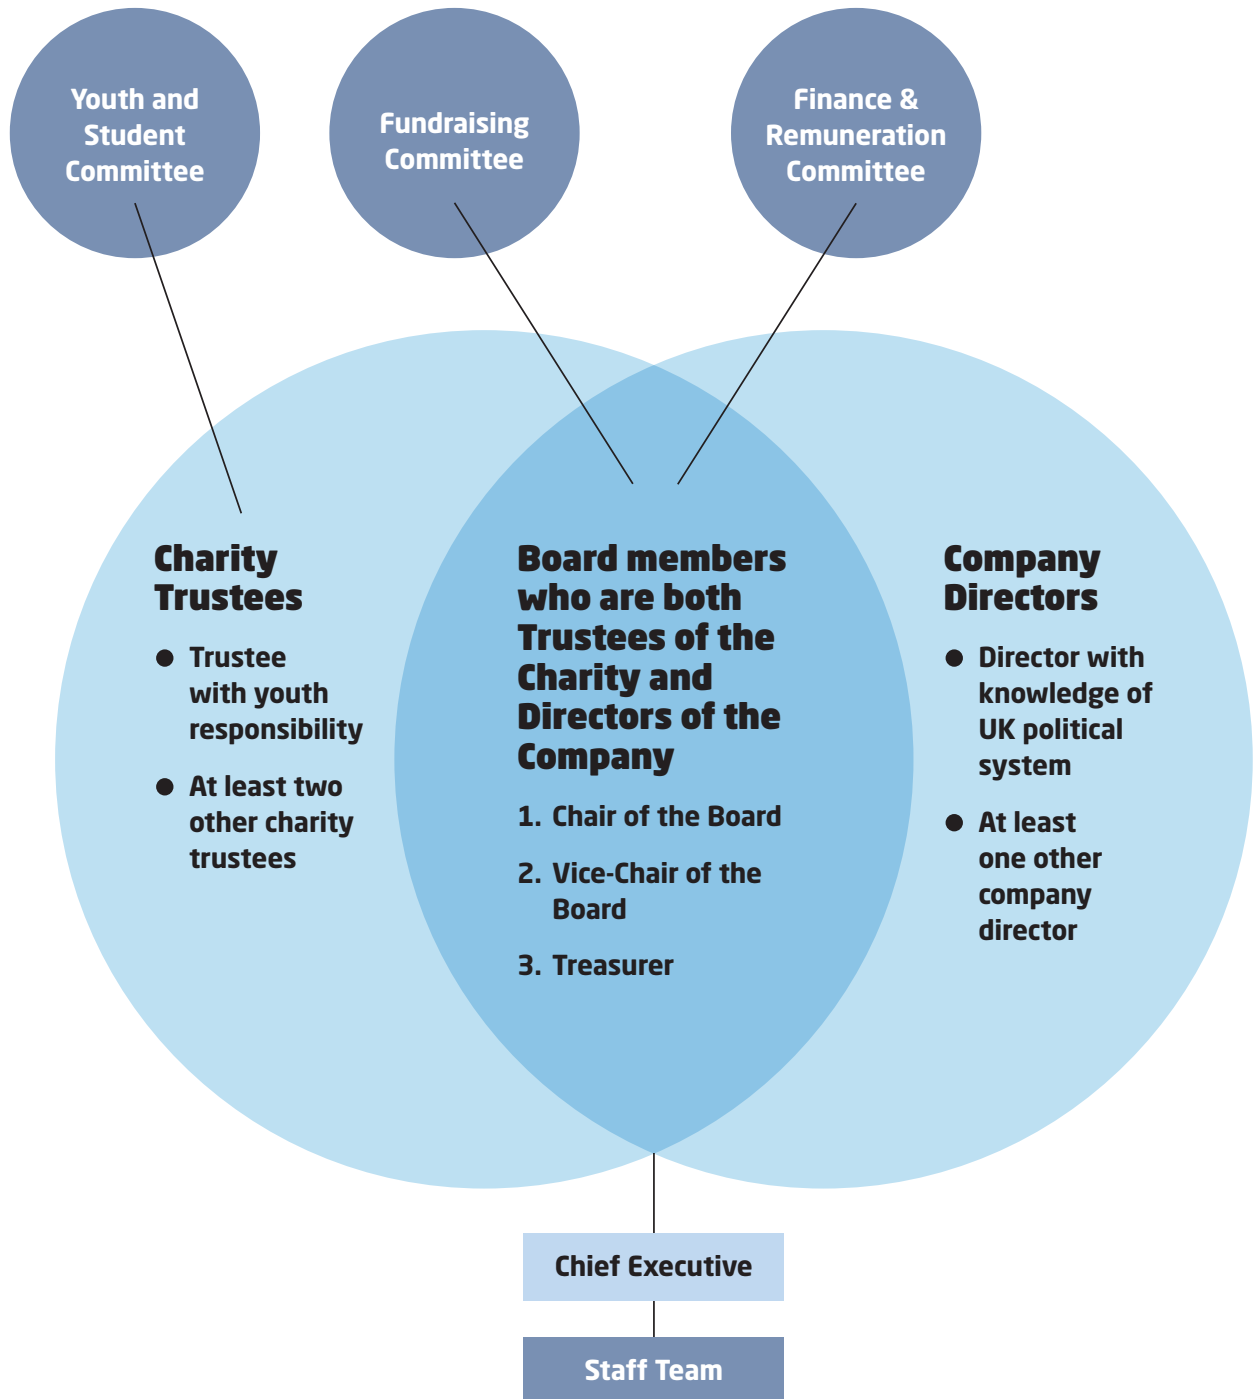 Youth and
Student
Committee
Fundraising
Committee
Finance &
Remuneration
Committee
Charity
Trustees
● Trustee
with youth
responsibility
● At least two
other charity
trustees
Board members
who are both
Trustees of the
Charity and
Directors of the
Company
1. Chair of the Board
2. Vice-Chair of the
Board
3. Treasurer
Company
Directors
● Director with
knowledge of
UK political
system
● At least
one other
company
director
Chief Executive
Staff Team